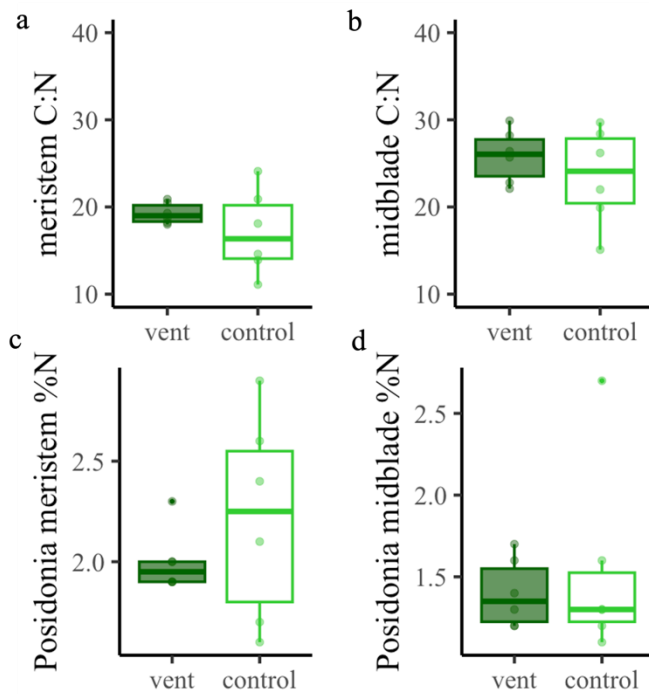 a
meristem C:N
40
30
20
10
vent control
b
midblade C:N
40
30
20
10
vent control
c
Posidonia meristem %N
2.5
2.0
vent control
d
Posidonia midblade %N
2.5
2.0
1.5
vent control